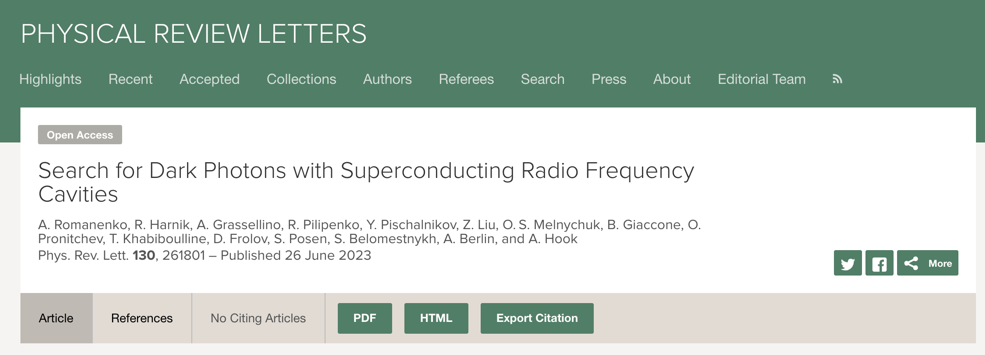 PHYSICAL REVIEW LETTERS
Highlights Recent Accepted Collections Authors Referees Search Press About Editorial Team
Open Access
Search for Dark Photons with Superconducting Radio Frequency
Cavities
A. Romanenko, R. Harnik, A. Grassellino, R. Pilipenko, Y. Pischalnikov, Z. Liu, O. S. Melnychuk, B. Giaccone, O.
Pronitchev, T. Khabiboulline, D. Frolov, S. Posen, S. Belomestnykh, A. Berlin, and A. Hook
Phys. Rev. Lett. 130, 261801 – Published 26 June 2023
More
Article References No Citing Articles PDF HTML Export Citation